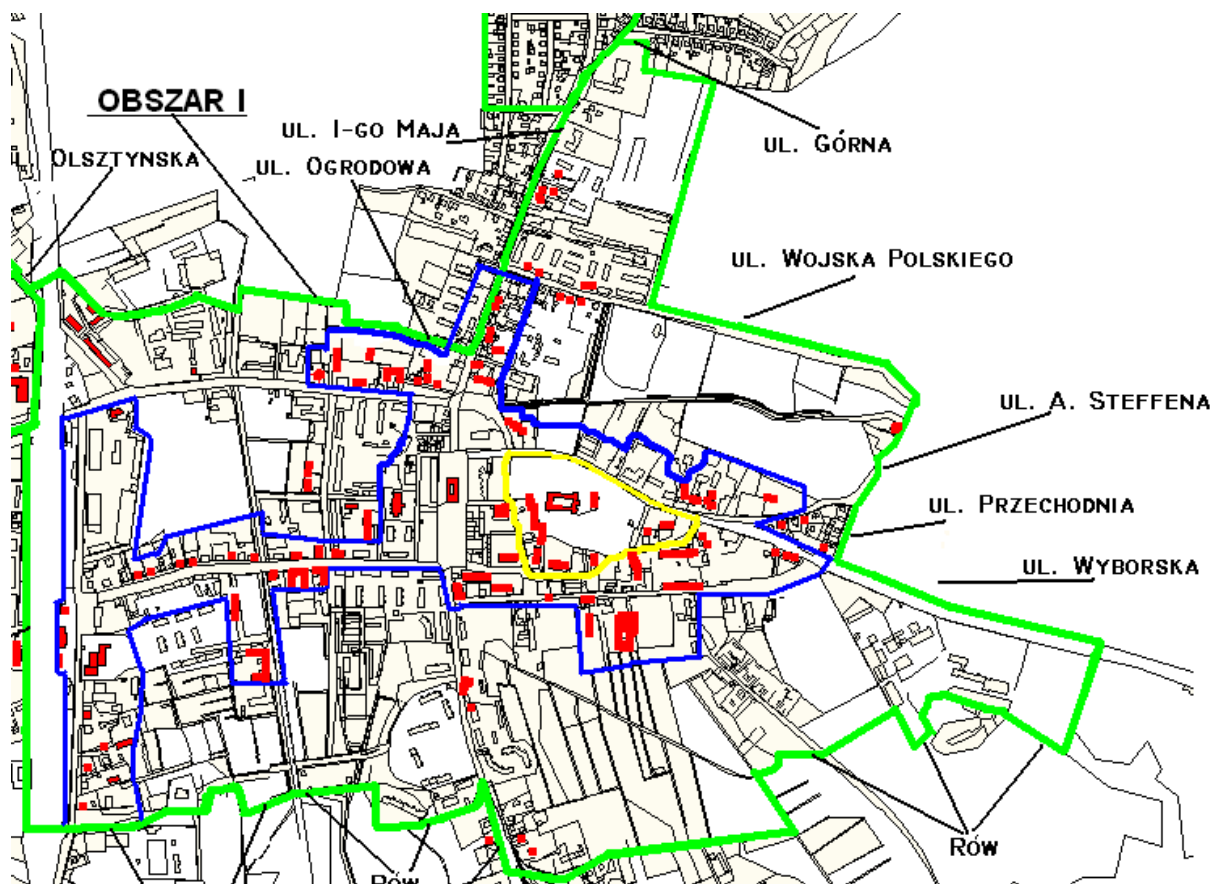 OBSZAR I
UL. I-GO MAJA
UL. GÓRNA
OLSZTYNSKA
UL. OGRODOWA
UL. WOJSKA POLSKIEGO
UL. A. STEFFENA
UL. PRZECHODNIA
UL. WYBORSKA
RÓW
RÓW